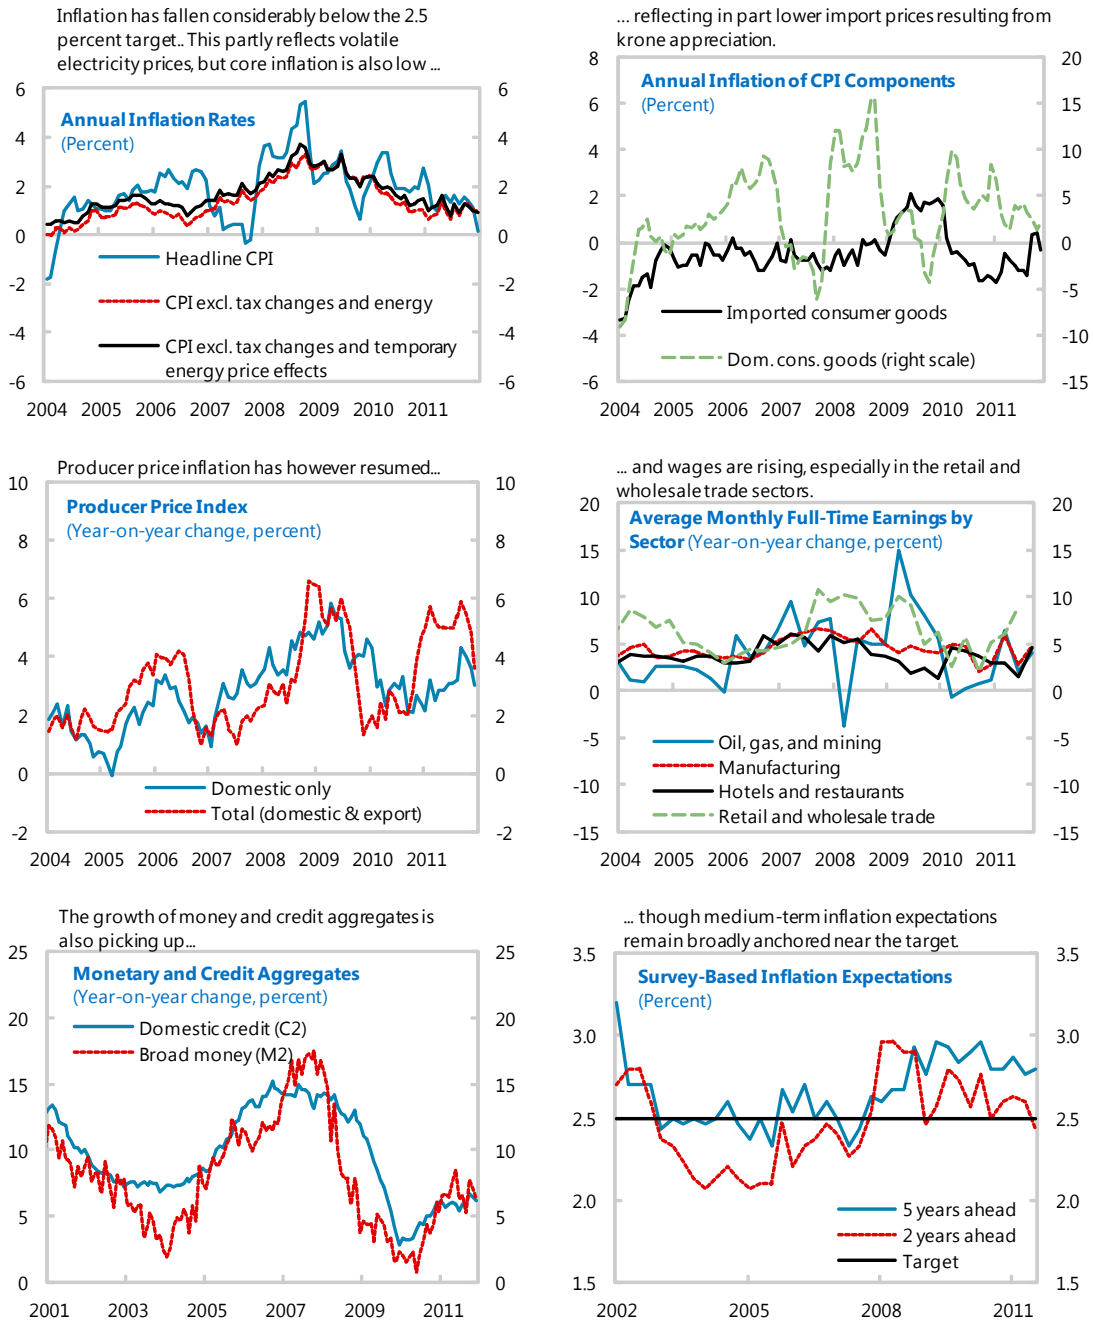 Inflation has fallen considerably below the 2.5
percent target.. This partly reflects volatile
electricity prices, but core inflation is also low ...
6
4
2
0
-2
-4
-6
6
4
2
0
-2
-4
-6
Annual Inflation Rates
(Percent)
Headline CPI
CPI excl. tax changes and energy
CPI excl. tax changes and temporary
energy price effects
2004 2005 2006 2007 2008 2009 2010 2011
... reflecting in part lower import prices resulting from
krone appreciation.
8
6
4
2
0
-2
-4
-6
20
15
10
5
0
-5
-10
-15
Annual Inflation of CPI Components
(Percent)
Imported consumer goods
Dom. cons. goods (right scale)
2004 2005 2006 2007 2008 2009 2010 2011
Producer price inflation has however resumed...
10
8
6
4
2
0
-2
10
8
6
4
2
0
-2
Producer Price Index
(Year-on-year change, percent)
Domestic only
Total (domestic & export)
2004 2005 2006 2007 2008 2009 2010 2011
... and wages are rising, especially in the retail and
wholesale trade sectors.
20
15
10
5
0
-5
-10
-15
20
15
10
5
0
-5
-10
-15
Average Monthly Full-Time Earnings by
Sector (Year-on-year change, percent)
Oil, gas, and mining
Manufacturing
Hotels and restaurants
Retail and wholesale trade
2004 2005 2006 2007 2008 2009 2010 2011
The growth of money and credit aggregates is
also picking up...
25
20
15
10
5
0
25
20
15
10
5
0
Monetary and Credit Aggregates
(Year-on-year change, percent)
Domestic credit (C2)
Broad money (M2)
2001 2003 2005 2007 2009 2011
... though medium-term inflation expectations
remain broadly anchored near the target.
3.5
3.0
2.5
2.0
1.5
3.5
3.0
2.5
2.0
1.5
Survey-Based Inflation Expectations
(Percent)
5 years ahead
2 years ahead
Target
2002 2005 2008 2011